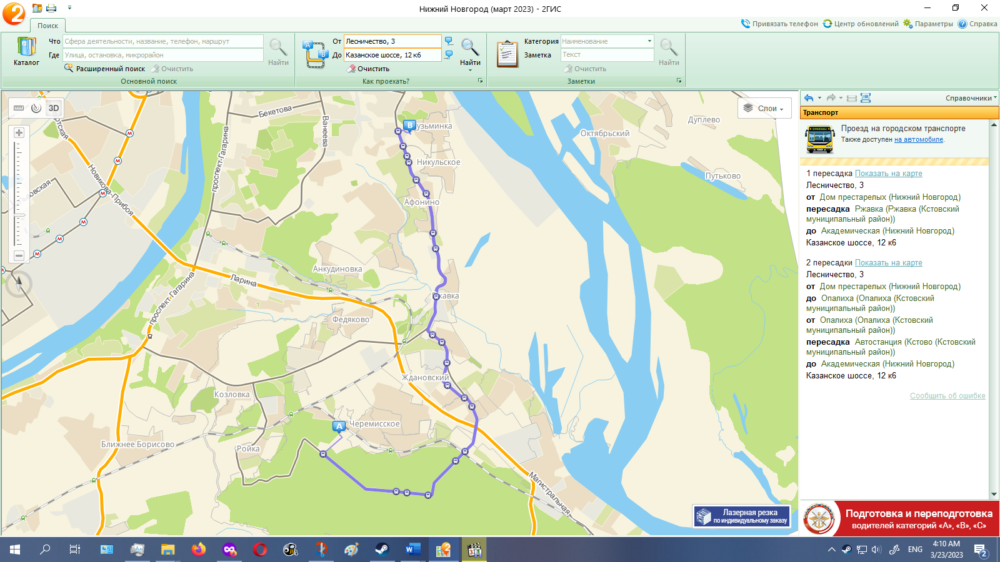 Нижний Новгород (март 2023) - 2ГИС
Поиск
Привязать телефон
Центр обновлений
Параметры
Справка
Каталог
Что
Сфера деятельности, название, телефон, маршрут
Где
Улица, остановка, микрорайон
Расширенный поиск
Очистить
Найти
Основной поиск
От
Лесничество, 3
До
Казанское шоссе, 12 к6
Очистить
Найти
Как проехать?
Категория
Наименование
Заметка
Текст
Очистить
Найти
Заметки
3D
Слои
Бекетова
Ванеева
проспект-Гагарина
Новикова-Прибоя
B
Кузьминка
Никульское
Афонино
Октябрьский
Дуплево
Путьково
Анкудиновка
Ларина
проспект-Гагарина
Федяково
Ждановский
Козловка
A
Черемисское
Ближнее Борисово
Ройка
Магистральная
Лазерная резка
по индивидуальному заказу
Справочники
Транспорт
Проезд на городском транспорте
Также доступен на автомобиле.
1 пересадка Показать на карте
Лесничество, 3
от Дом престарелых (Нижний Новгород)
пересадка Ржавка (Ржавка (Кстовский
муниципальный район))
до Академическая (Нижний Новгород)
Казанское шоссе, 12 к6
2 пересадки Показать на карте
Лесничество, 3
от Дом престарелых (Нижний Новгород)
до Опалиха (Опалиха (Кстовский
муниципальный район))
от Опалиха (Опалиха (Кстовский
муниципальный район))
пересадка Автостанция (Кстово (Кстовский
муниципальный район))
до Академическая (Нижний Новгород)
Казанское шоссе, 12 к6
Сообщить об ошибке
Подготовка и переподготовка
водителей категорий «А», «В», «С»
ENG
4:10 AM
3/23/2023
2